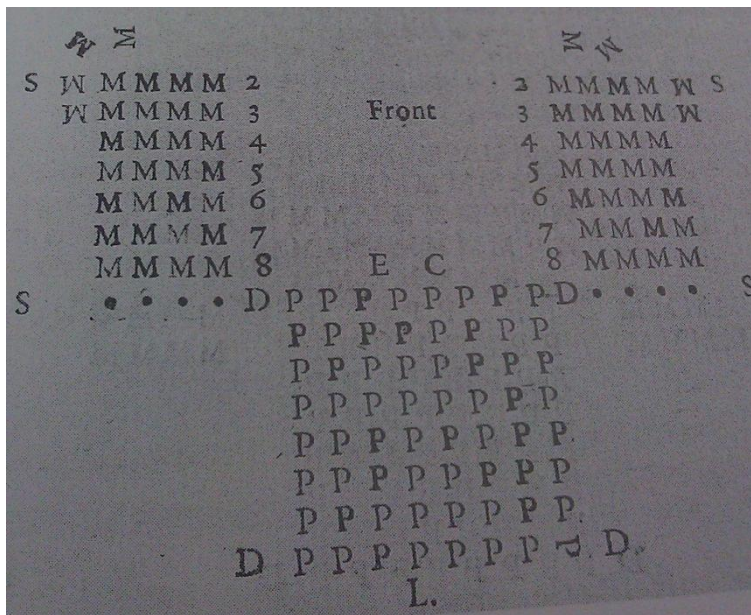 M M M M
S M M M M M 2 2 M M M M M S
M M M M M 3 Front 3 M M M M M
M M M M 4 4 M M M M
M M M M 5 5 M M M M
M M M M 6 6 M M M M
M M M M 7 7 M M M M
M M M M 8 E C 8 M M M M
S • • • • D P P P P P P P P D • • • • S
P P P P P P P P
P P P P P P P P
P P P P P P P P
P P P P P P P P
P P P P P P P P
P P P P P P P P
D P P P P P P P P P D.
L.